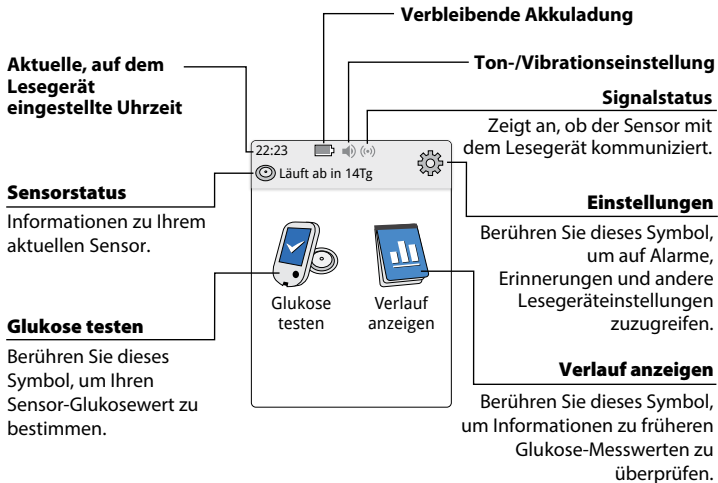 Verbleibende Akkuladung
Aktuelle, auf dem
Lesegerät
eingestellte Uhrzeit
Ton-/Vibrationseinstellung
Signalstatus
Zeigt an, ob der Sensor mit
dem Lesegerät kommuniziert.
22:23
Läuft ab in 14Tg
Sensorstatus
Informationen zu Ihrem
aktuellen Sensor.
Einstellungen
Berühren Sie dieses Symbol,
um auf Alarme,
Erinnerungen und andere
Lesegeräteinstellungen
zuzugreifen.
Glukose
testen
Verlauf
anzeigen
Glukose testen
Berühren Sie dieses
Symbol, um Ihren
Sensor-Glukosewert zu
bestimmen.
Verlauf anzeigen
Berühren Sie dieses Symbol,
um Informationen zu früheren
Glukose-Messwerten zu
überprüfen.